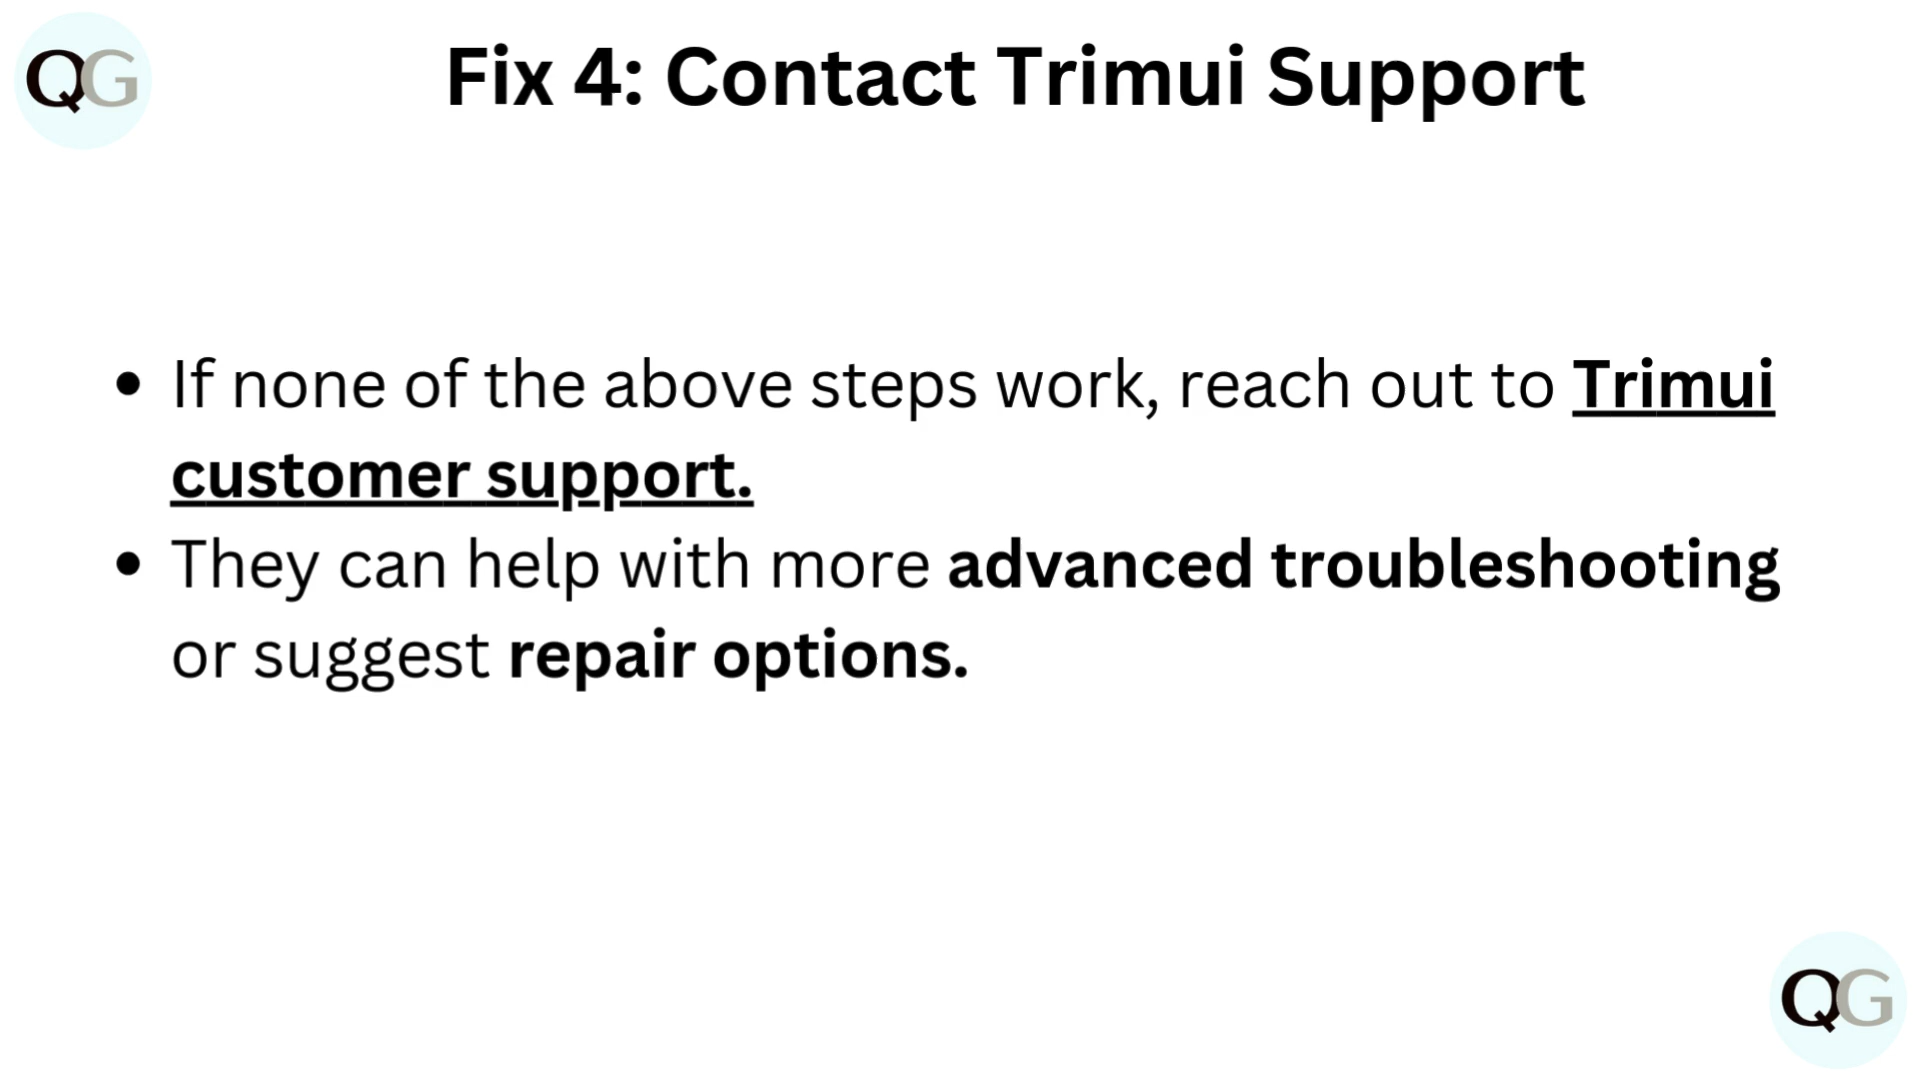 QG
Fix 4: Contact Trimui Support
• If none of the above steps work, reach out to Trimui
customer support.
• They can help with more advanced troubleshooting
or suggest repair options.
QG